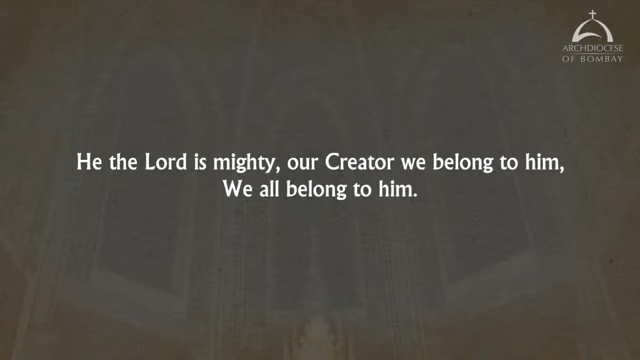 ARCHDIOCESE
OF BOMBAY
He the Lord is mighty, our Creator we belong to him,
We all belong to him.